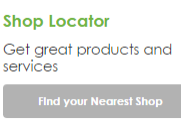 Shop Locator
Get great products and
services
Find your Nearest Shop